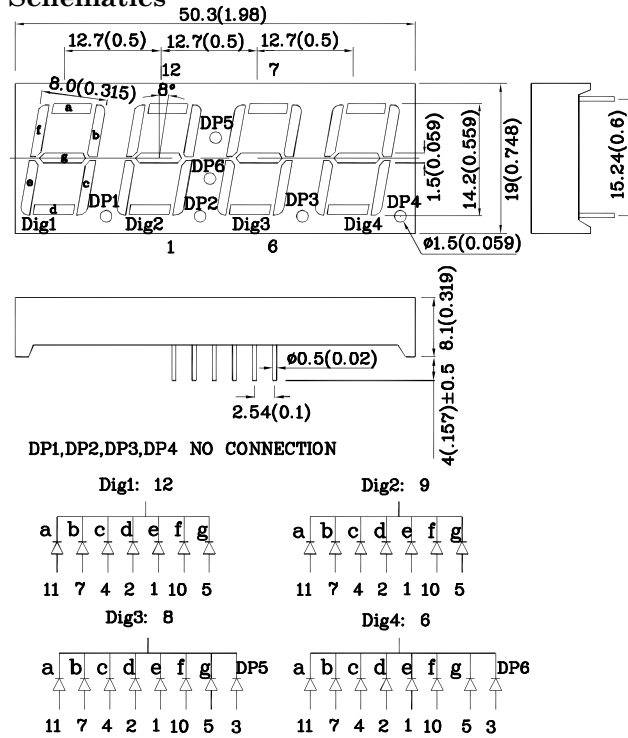 Schematics
50.3(1.98)
12.7(0.5) 12.7(0.5) 12.7(0.5)
12 7
8.0(0.315)
8°
a
f b
g
e c
d
DP5
DP6
DP1 DP2 DP3 DP4
Dig1 Dig2 Dig3 Dig4
1 6
1.5(0.059)
14.2(0.559)
19(0.748)
15.24(0.6)
ø1.5(0.059)
8.1(0.319)
ø0.5(0.02)
2.54(0.1)
4(.157)±0.5
DP1,DP2,DP3,DP4 NO CONNECTION
Dig1: 12
a b c d e f g
11 7 4 2 1 10 5
Dig2: 9
a b c d e f g
11 7 4 2 1 10 5
Dig3: 8
a b c d e f g DP5
11 7 4 2 1 10 5 3
Dig4: 6
a b c d e f g DP6
11 7 4 2 1 10 5 3